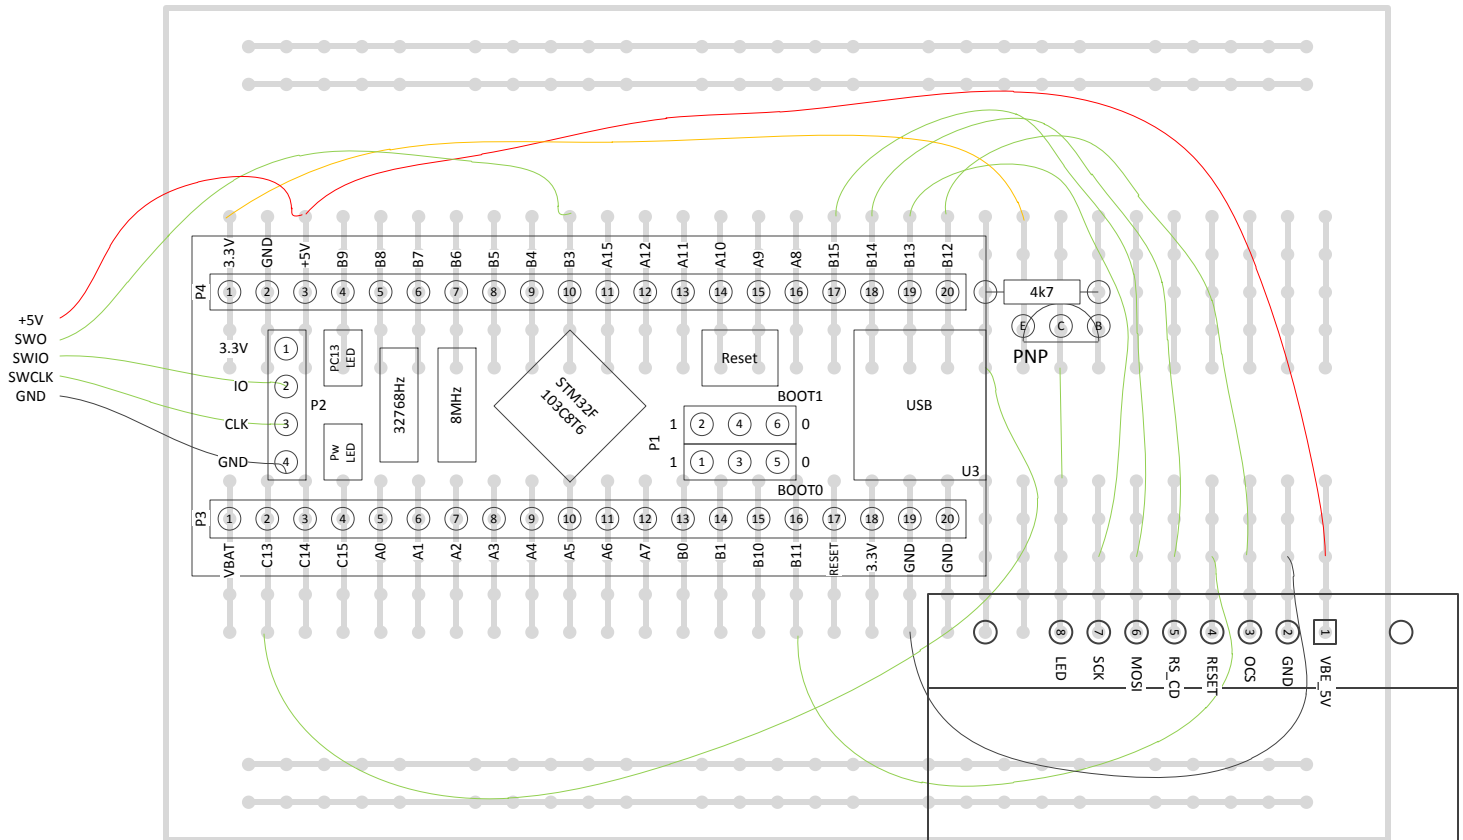 3.3V GND +5V B9 B8 B7 B6 B5 B4 B3 A15 A12 A11 A10 A9 A8 B15 B14 B13 B12
P4 1 2 3 4 5 6 7 8 9 10 11 12 13 14 15 16 17 18 19 20
4k7
E C B
PNP
+5V
SWO
SWIO
SWCLK
GND
3.3V 1
IO 2
CLK 3
GND 4
P2
PC13
LED
Pw
LED
32768Hz
8MHz
STM32F
103C8T6
Reset
BOOT1
P1
1 2 4 6 0
1 1 3 5 0
BOOT0
USB
U3
P3 1 2 3 4 5 6 7 8 9 10 11 12 13 14 15 16 17 18 19 20
VBAT C13 C14 C15 A0 A1 A2 A3 A4 A5 A6 A7 B0 B1 B10 B11 RESET 3.3V GND GND
8 7 6 5 4 3 2 1
LED SCK MOSI RS_CD RESET OCS GND VBE_5V